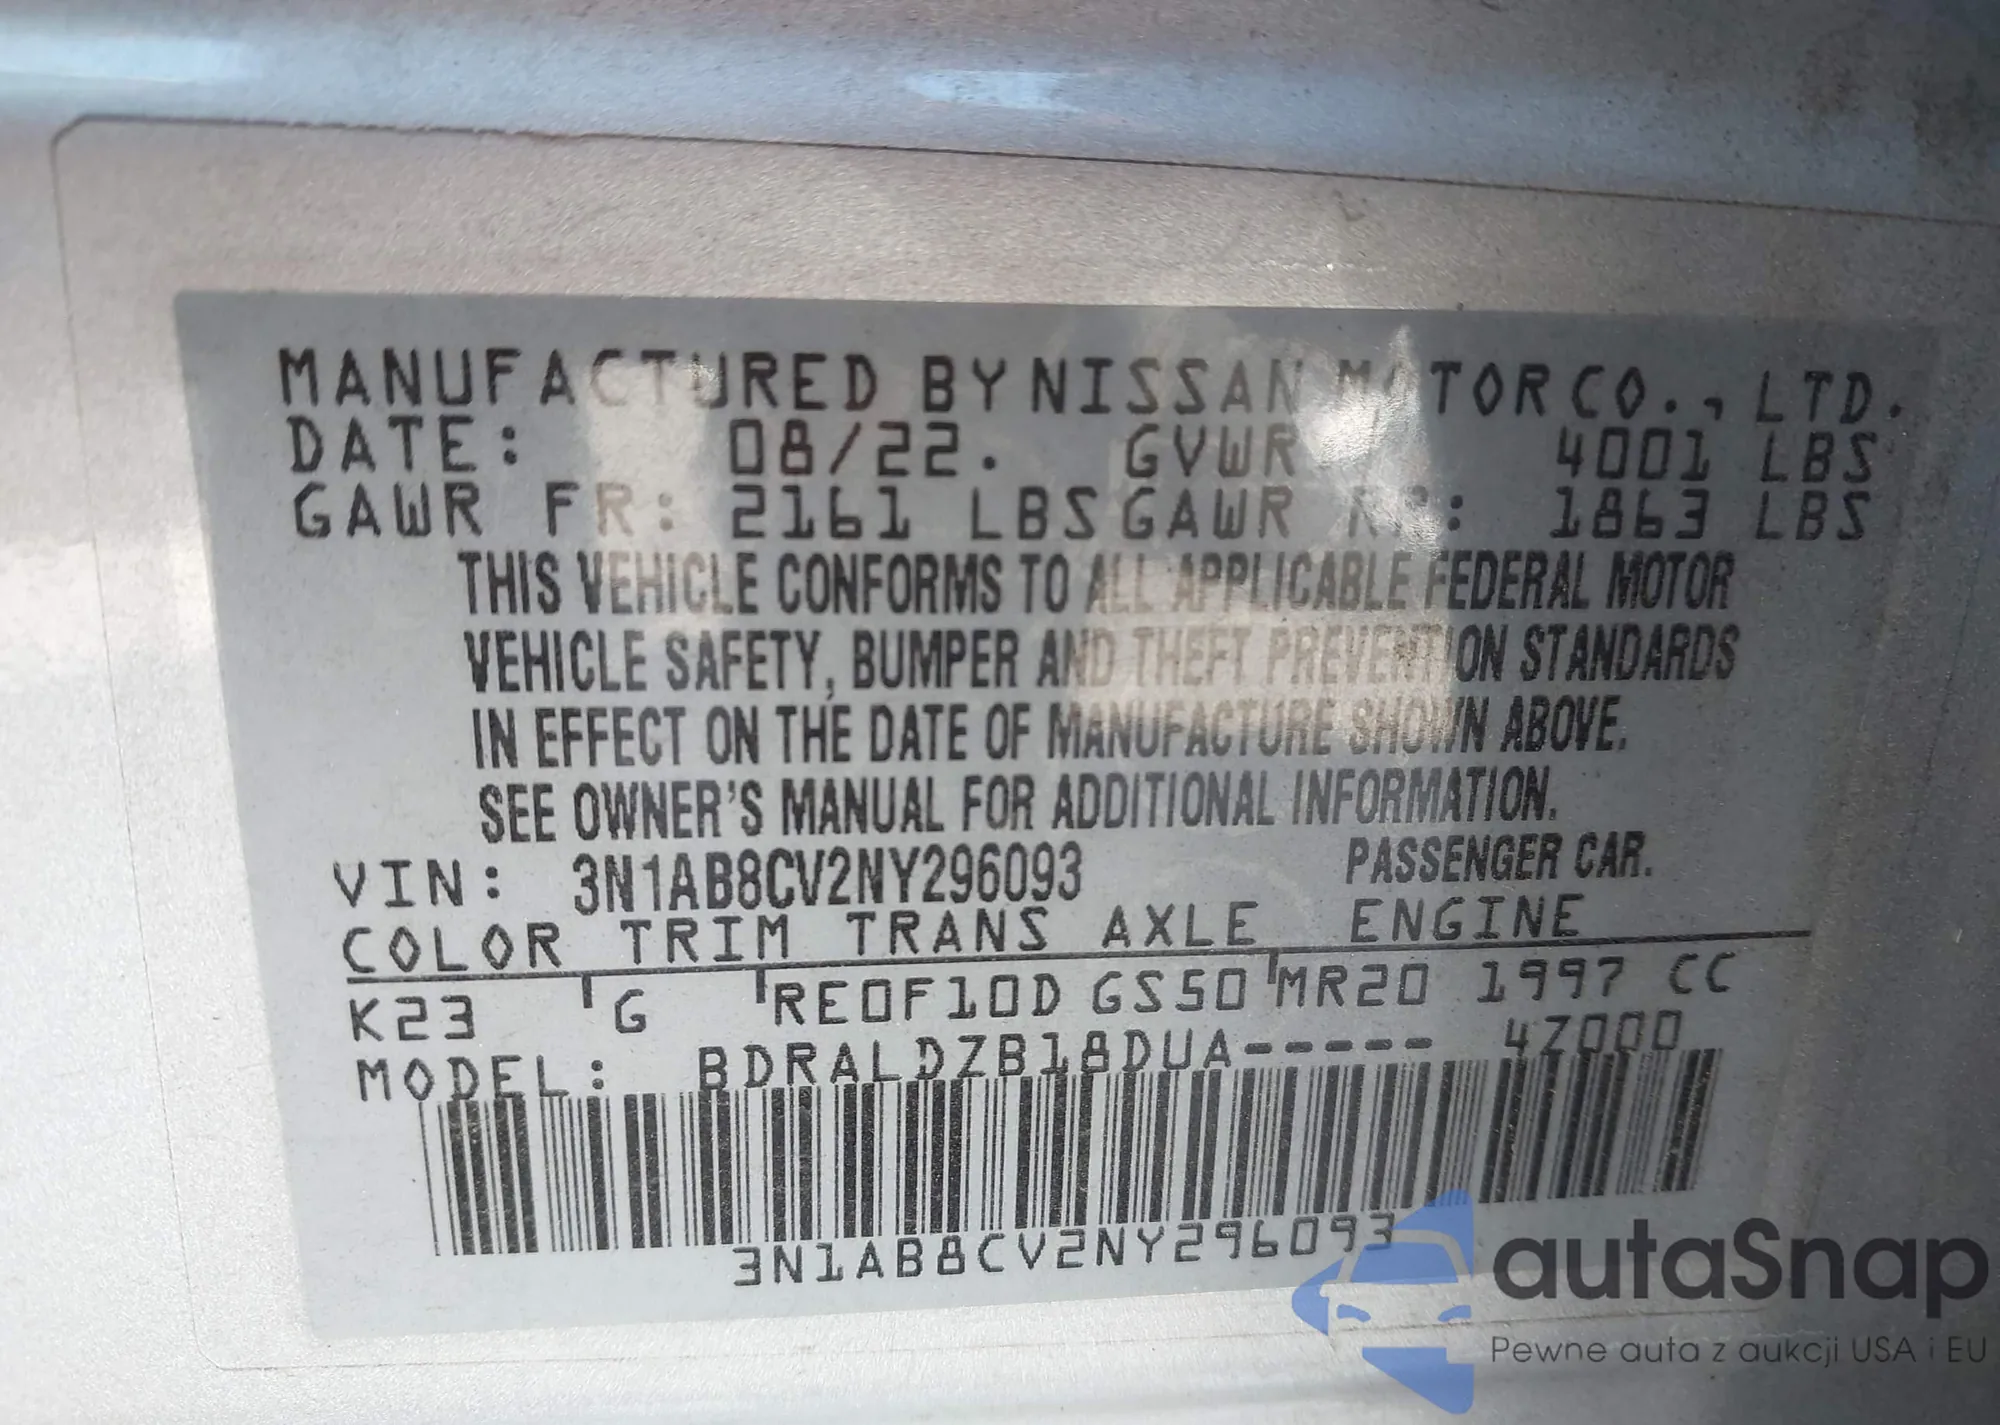 MANUFACTURED BY NISSAN MOTOR CO., LTD.
DATE: 08/22. GVWR 4001 LBS
GAWR FR: 2161 LBS GAWR RR: 1863 LBS
THIS VEHICLE CONFORMS TO ALL APPLICABLE FEDERAL MOTOR
VEHICLE SAFETY, BUMPER AND THEFT PREVENTION STANDARDS
IN EFFECT ON THE DATE OF MANUFACTURE SHOWN ABOVE.
SEE OWNER'S MANUAL FOR ADDITIONAL INFORMATION.
VIN: 3N1AB8CV2NY296093 PASSENGER CAR.
COLOR TRIM TRANS AXLE ENGINE
K23 G RE0F10D GS50 MR20 1997 CC
MODEL: BDRALDZB18DUA----- 4Z000
3N1AB8CV2NY296093
autaSnap
Pewne auta z aukcji USA i EU